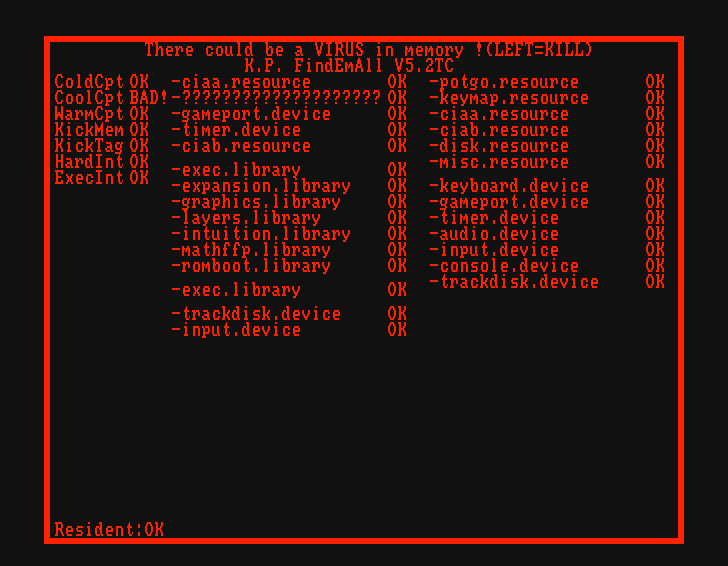 There could be a VIRUS in memory !(LEFT=KILL)
K.P. FindEmAll V5.2TC
ColdCpt OK -ciaa.resource OK -potgo.resource OK
CoolCpt BAD! -???????????????????? OK -keymap.resource OK
WarmCpt OK -gameport.device OK -ciaa.resource OK
KickMem OK -timer.device OK -ciab.resource OK
KickTag OK -ciab.resource OK -disk.resource OK
HardInt OK -exec.library OK -misc.resource OK
ExecInt OK -expansion.library OK -keyboard.device OK
-graphics.library OK -gameport.device OK
-layers.library OK -timer.device OK
-intuition.library OK -audio.device OK
-mathffp.library OK -input.device OK
-romboot.library OK -console.device OK
-exec.library OK -trackdisk.device OK
-trackdisk.device OK
-input.device OK
Resident:OK